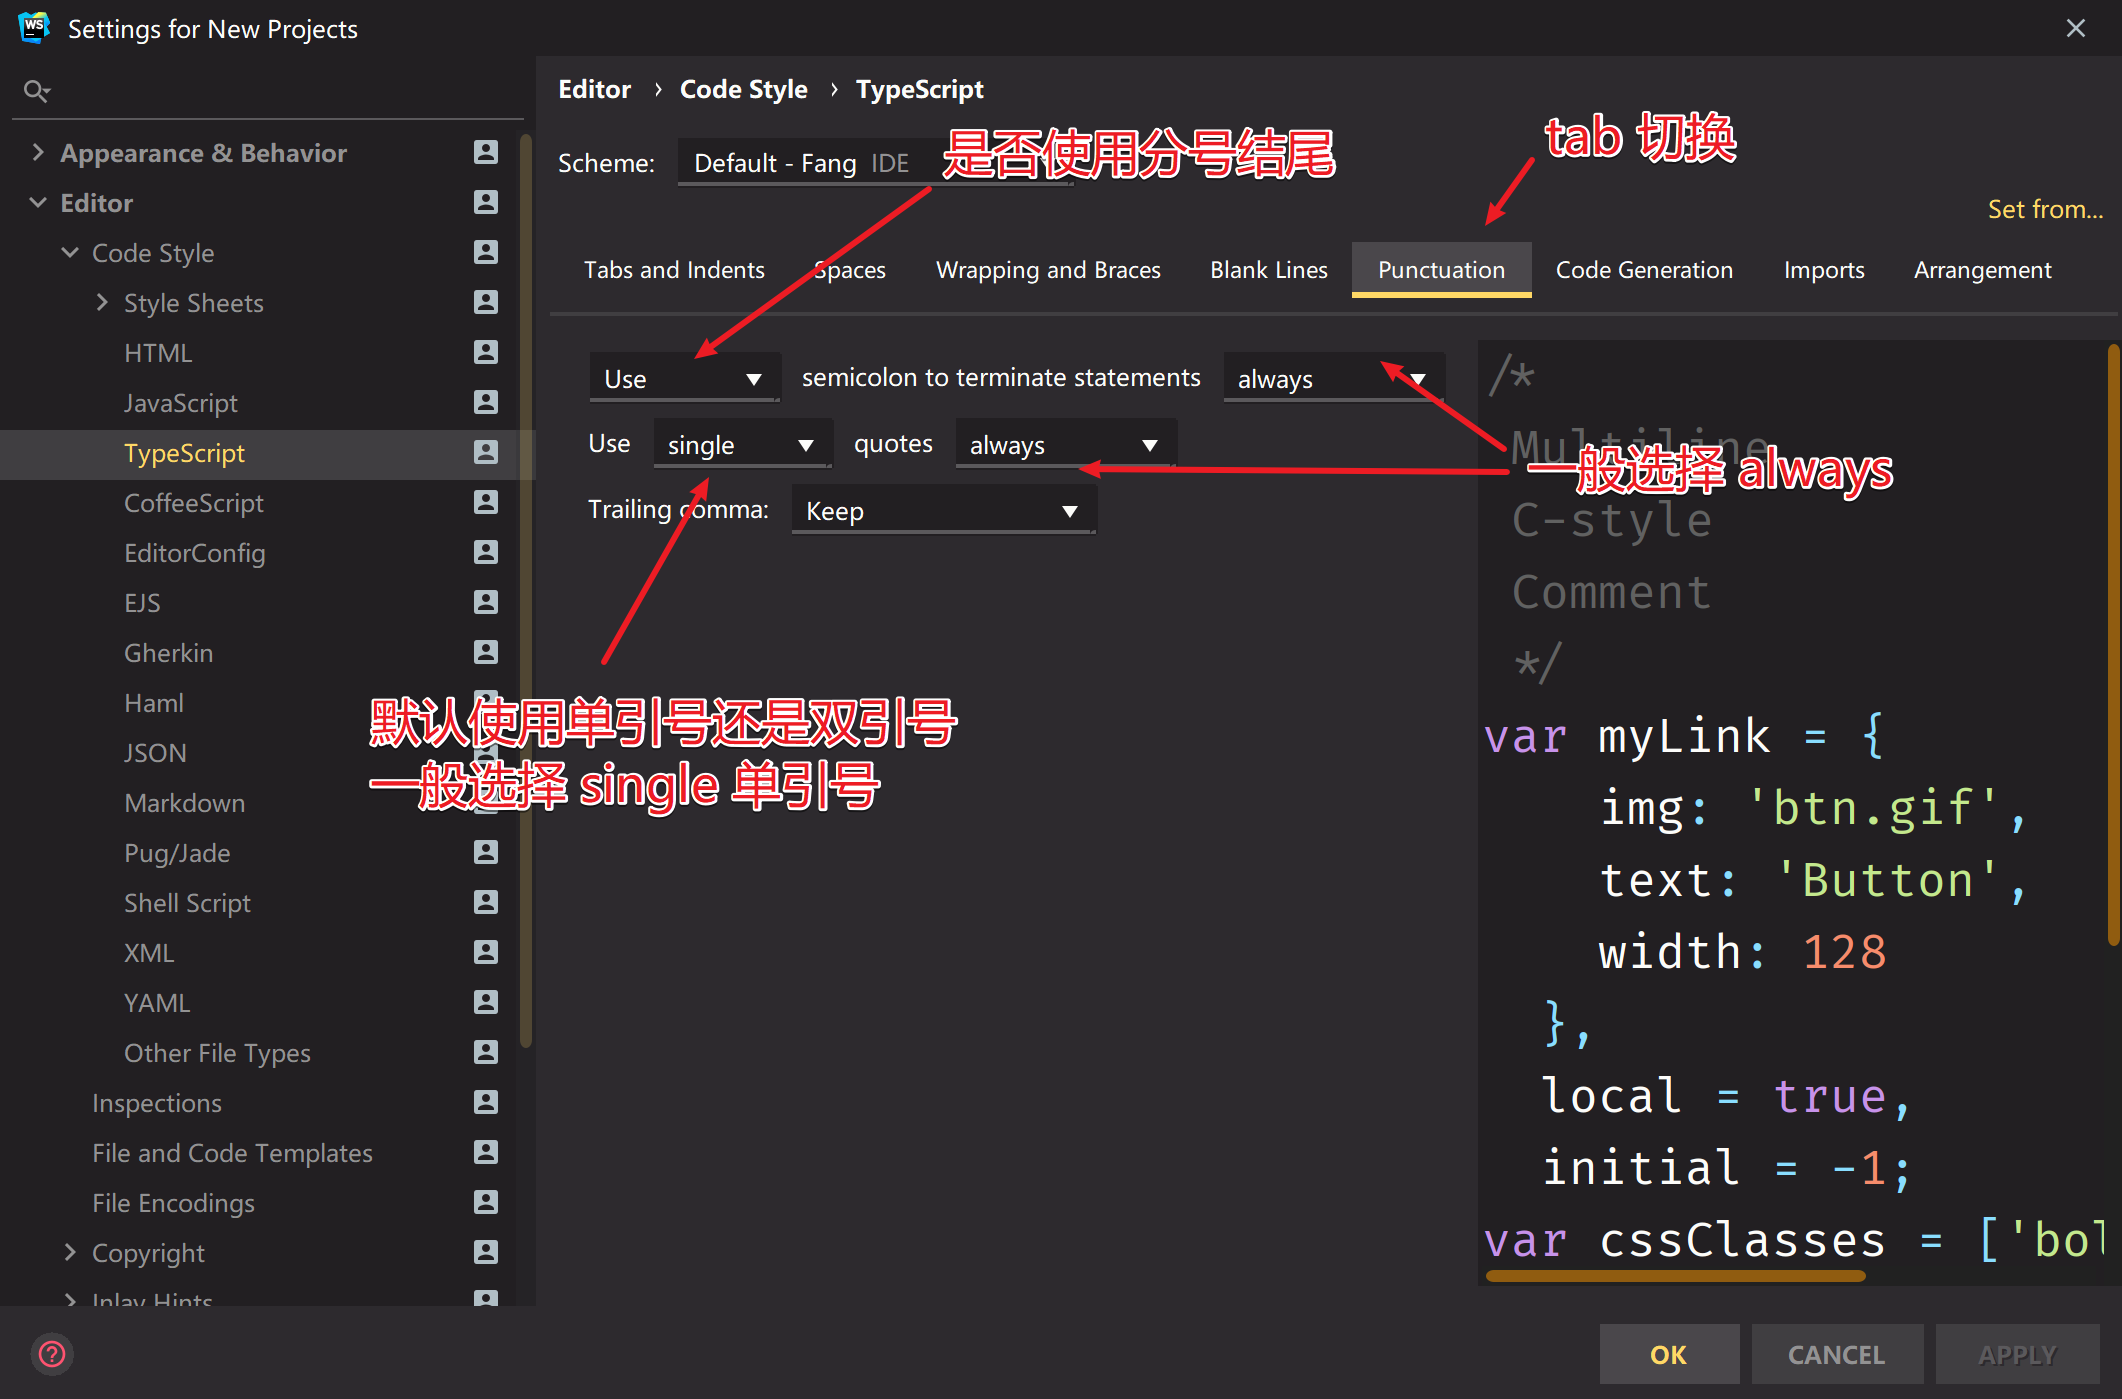 WS
Settings for New Projects
Appearance & Behavior
Editor
Code Style
Style Sheets
HTML
JavaScript
TypeScript
CoffeeScript
EditorConfig
EJS
Gherkin
Haml
JSON
Markdown
Pug/Jade
Shell Script
XML
YAML
Other File Types
Inspections
File and Code Templates
File Encodings
Copyright
Inlay Hints
Editor › Code Style › TypeScript
Scheme: Default - Fang IDE
是否使用分号结尾
tab 切换
Set from...
Tabs and Indents Spaces Wrapping and Braces Blank Lines Punctuation Code Generation Imports Arrangement
Use semicolon to terminate statements always
Use single quotes always
Trailing comma: Keep
一般选择 always
默认使用单引号还是双引号
一般选择 single 单引号
/*
Multiline
C-style
Comment
*/
var myLink = {
img: 'btn.gif',
text: 'Button',
width: 128
},
local = true,
initial = -1;
var cssClasses = ['bol
?
OK CANCEL APPLY